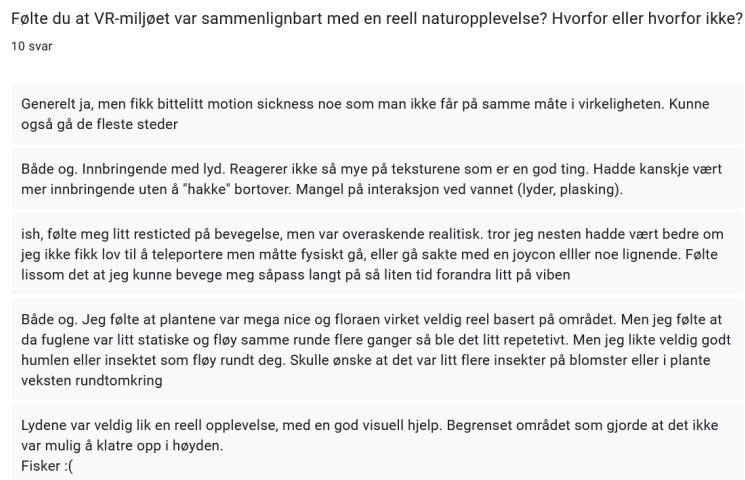 Følte du at VR-miljøet var sammenlignbart med en reell naturopplevelse? Hvorfor eller hvorfor ikke?
10 svar
Generelt ja, men fikk bittelitt motion sickness noe som man ikke får på samme måte i virkeligheten. Kunne
også gå de fleste steder
Både og. Innbringende med lyd. Reagerer ikke så mye på teksturene som er en god ting. Hadde kanskje vært
mer innbringende uten å "hakke" bortover. Mangel på interaksjon ved vannet (lyder, plasking).
ish, følte meg litt resticted på bevegelse, men var overaskende realitisk. tror jeg nesten hadde vært bedre om
jeg ikke fikk lov til å teleportere men måtte fysiskt gå, eller gå sakte med en joycon elller noe lignende. Følte
lissom det at jeg kunne bevege meg såpass langt på så liten tid forandra litt på viben
Både og. Jeg følte at plantene var mega nice og floraen virket veldig reel basert på området. Men jeg følte at
da fuglene var litt statiske og fløy samme runde flere ganger så ble det litt repetetivt. Men jeg likte veldig godt
humlen eller insektet som fløy rundt deg. Skulle ønske at det var litt flere insekter på blomster eller i plante
veksten rundtomkring
Lydene var veldig lik en reell opplevelse, med en god visuell hjelp. Begrenset området som gjorde at det ikke
var mulig å klatre opp i høyden.
Fisker :(